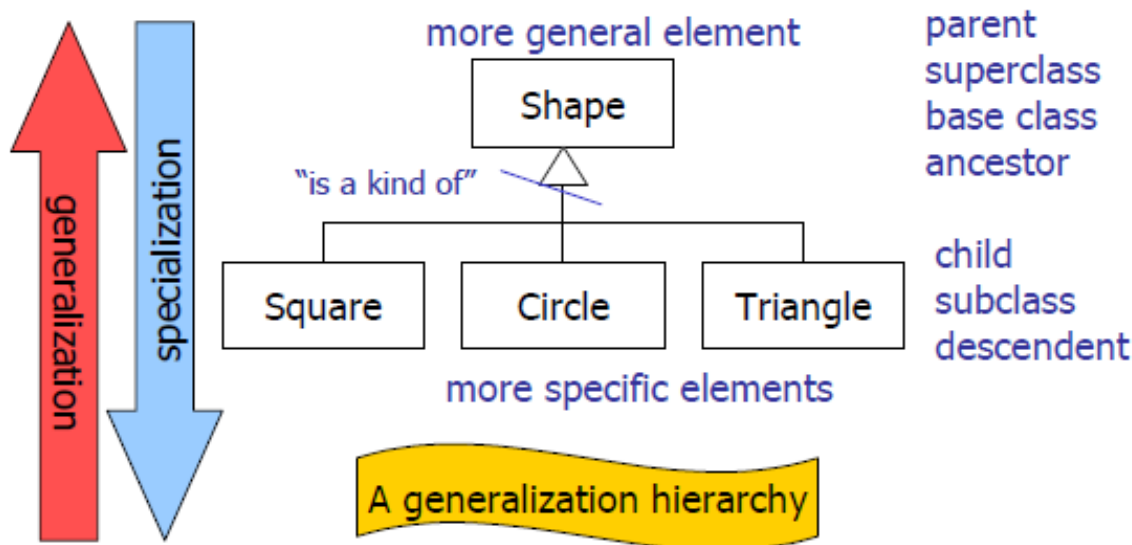 generalization
specialization
more general element
Shape
“is a kind of”
Square
Circle
Triangle
more specific elements
parent
superclass
base class
ancestor
child
subclass
descendent
A generalization hierarchy